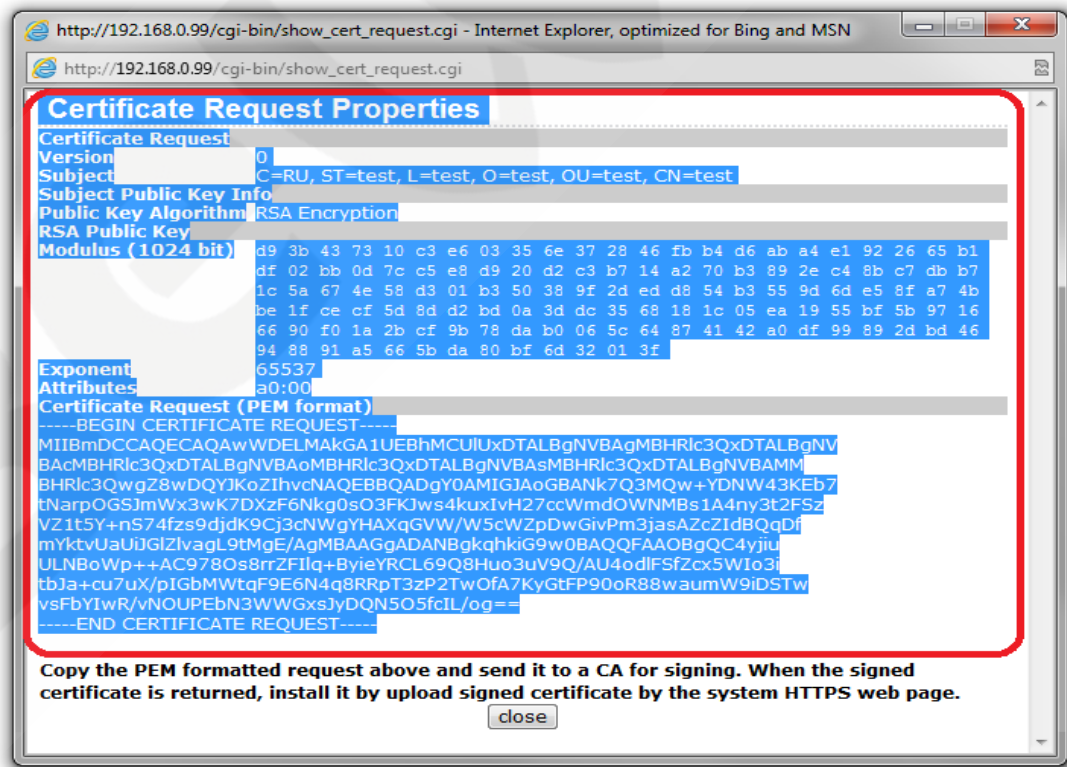 http://192.168.0.99/cgi-bin/show_cert_request.cgi - Internet Explorer, optimized for Bing and MSN
http://192.168.0.99/cgi-bin/show_cert_request.cgi
Certificate Request Properties
Certificate Request
Version 0
Subject C=RU, ST=test, L=test, O=test, OU=test, CN=test
Subject Public Key Info
Public Key Algorithm RSA Encryption
RSA Public Key
Modulus (1024 bit) d9 3b 43 73 10 c3 e6 03 35 6e 37 28 46 fb b4 d6 ab a4 e1 92 26 65 b1
df 02 bb 0d 7c c5 e8 d9 20 d2 c3 b7 14 a2 70 b3 89 2e c4 8b c7 db b7
1c 5a 67 4e 58 d3 01 b3 50 38 9f 2d ed d8 54 b3 55 9d 6d e5 8f a7 4b
be 1f ce cf 5d 8d d2 bd 0a 3d dc 35 68 18 1c 05 ea 19 55 bf 5b 97 16
66 90 f0 1a 2b cf 9b 78 da b0 06 5c 64 87 41 42 a0 df 99 89 2d bd 46
94 88 91 a5 66 5b da 80 bf 6d 32 01 3f
Exponent 65537
Attributes a0:00
Certificate Request (PEM format)
-----BEGIN CERTIFICATE REQUEST-----
MIIBmDCCAQECAQAwWDELMAkGA1UEBhMCUlUxDTALBgNVBAgMBHRlc3QxDTALBgNV
BAcMBHRlc3QxDTALBgNVBAoMBHRlc3QxDTALBgNVBAsMBHRlc3QxDTALBgNVBAMM
BHRlc3QwgZ8wDQYJKoZIhvcNAQEBBQADgY0AMIGJAoGBANk7Q3MQw+YDNW43KEb7
tNarpOGSJmWx3wK7DXzF6Nkg0sO3FKJws4kuxIvH27ccWmdOWNMBs1A4ny3t2FSz
VZ1t5Y+nS74fzs9djdK9Cj3cNWgYHAXqGVW/W5cWZpDwGivPm3jasAZcZIdBQqDf
mYktvUaUiJGlZlvagL9tMgE/AgMBAAGgADANBgkqhkiG9w0BAQQFAAOBgQC4yjiu
ULNBoWp++AC978Os8rrZFIlq+ByieYRCL69Q8Huo3uV9Q/AU4odlFSfZcx5WIo3i
tbJa+cu7uX/pIGbMWtqF9E6N4q8RRpT3zP2TwOfA7KyGtFP90oR88waumW9iDSTw
vsFbYIwR/vNOUPEbN3WWGxsJyDQN5O5fcIL/og==
-----END CERTIFICATE REQUEST-----
Copy the PEM formatted request above and send it to a CA for signing. When the signed
certificate is returned, install it by upload signed certificate by the system HTTPS web page.
close